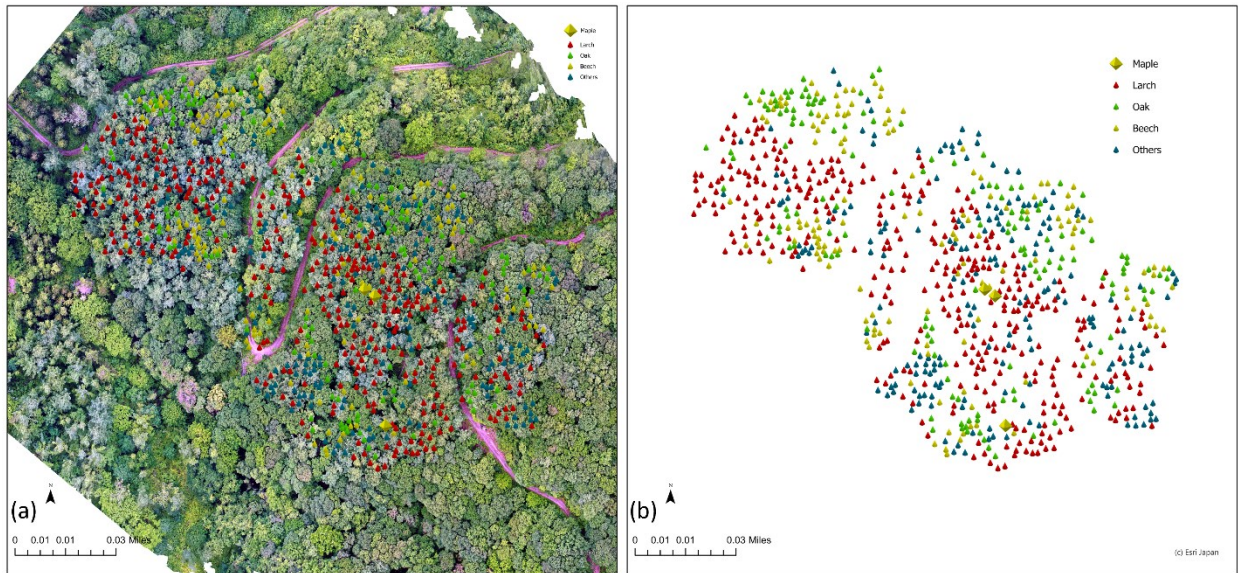 Maple
Larch
Oak
Beech
Others
N
(a)
0 0.01 0.01 0.03 Miles
Maple
Larch
Oak
Beech
Others
N
(b)
0 0.01 0.01 0.03 Miles
(c) Esri Japan